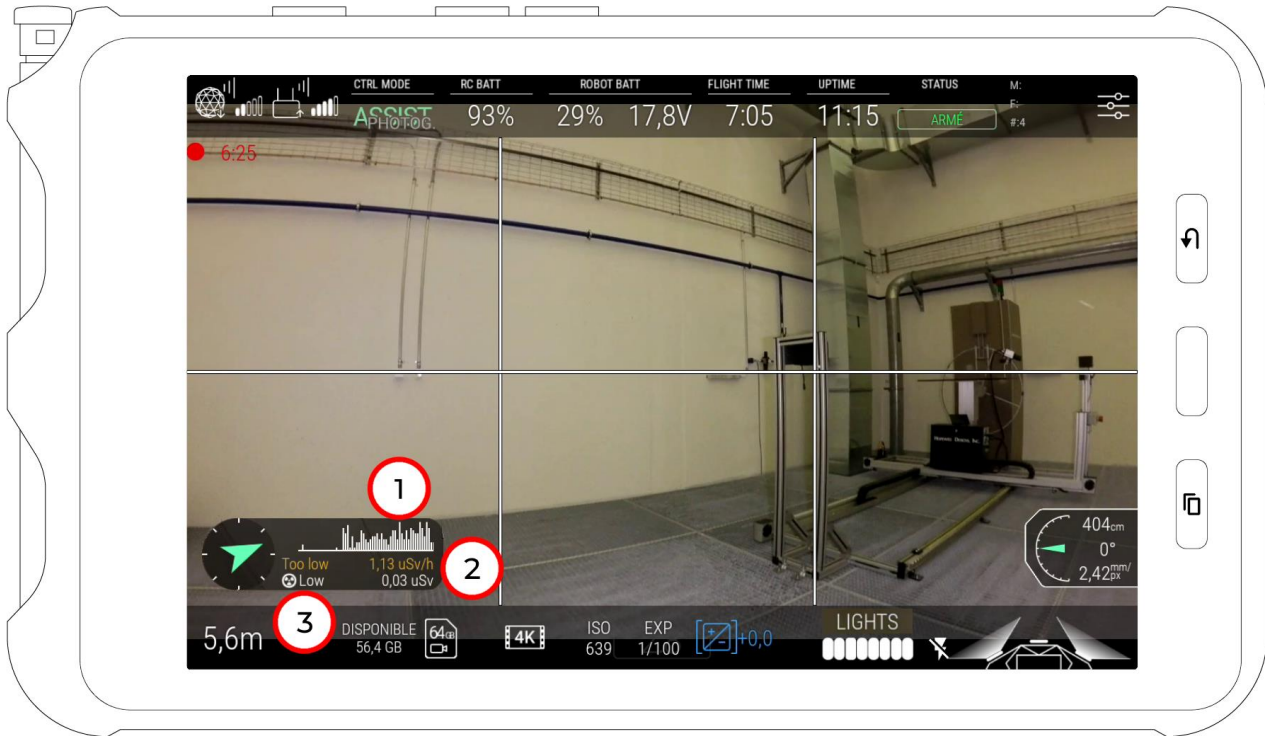 CTRL MODE
RC BATT
ROBOT BATT
FLIGHT TIME
UPTIME
STATUS
M:
ASSIST
PHOTOG.
93%
29%
17,8V
7:05
11:15
ARMÉ
F:-
#:4
6:25
1
Too low 1,13 uSv/h
Low 0,03 uSv
2
3
404cm
0°
2,42mm/px
5,6m
DISPONIBLE
56,4 GB
64GB
4K
ISO
639
EXP
1/100
+0,0
LIGHTS